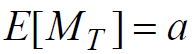 E[M_T] = a